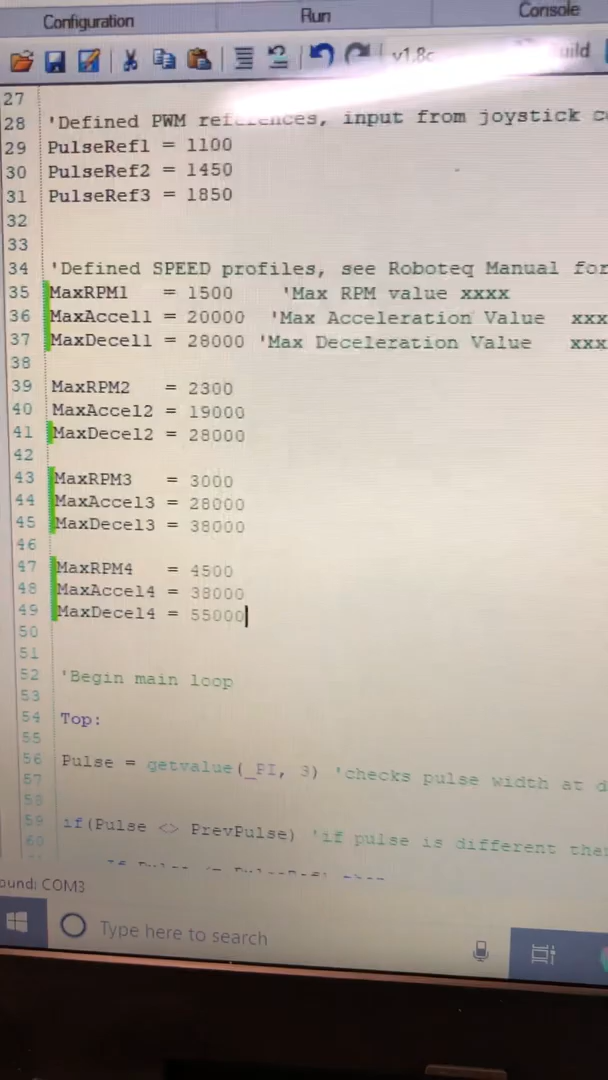 Configuration Run Console
v1.8c uild
27
28 'Defined PWM references, input from joystick c
29 PulseRef1 = 1100
30 PulseRef2 = 1450
31 PulseRef3 = 1850
32
33
34 'Defined SPEED profiles, see Roboteq Manual for
35 MaxRPM1 = 1500 'Max RPM value xxxx
36 MaxAccel1 = 20000 'Max Acceleration Value xxx
37 MaxDecel1 = 28000 'Max Deceleration Value xxx
38
39 MaxRPM2 = 2300
40 MaxAccel2 = 19000
41 MaxDecel2 = 28000
42
43 MaxRPM3 = 3000
44 MaxAccel3 = 28000
45 MaxDecel3 = 38000
46
47 MaxRPM4 = 4500
48 MaxAccel4 = 38000
49 MaxDecel4 = 55000
50
51
52 'Begin main loop
53
54 Top:
55
56 Pulse = getvalue(_PI, 3) 'checks pulse width at d
57
58
59 if(Pulse <> PrevPulse) 'if pulse is different then
60
ound: COM3
Type here to search